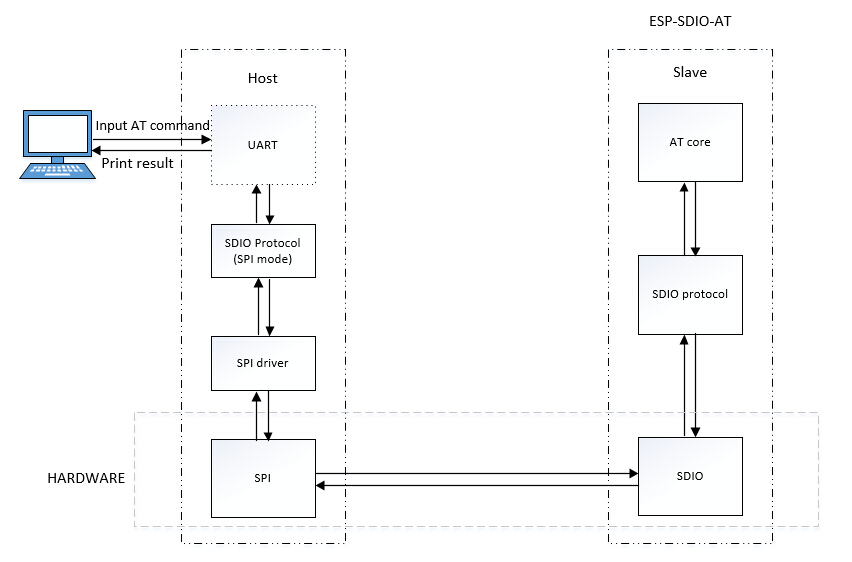 ESP-SDIO-AT
Host
Slave
Input AT command
Print result
UART
AT core
SDIO Protocol
(SPI mode)
SDIO protocol
SPI driver
HARDWARE
SPI
SDIO